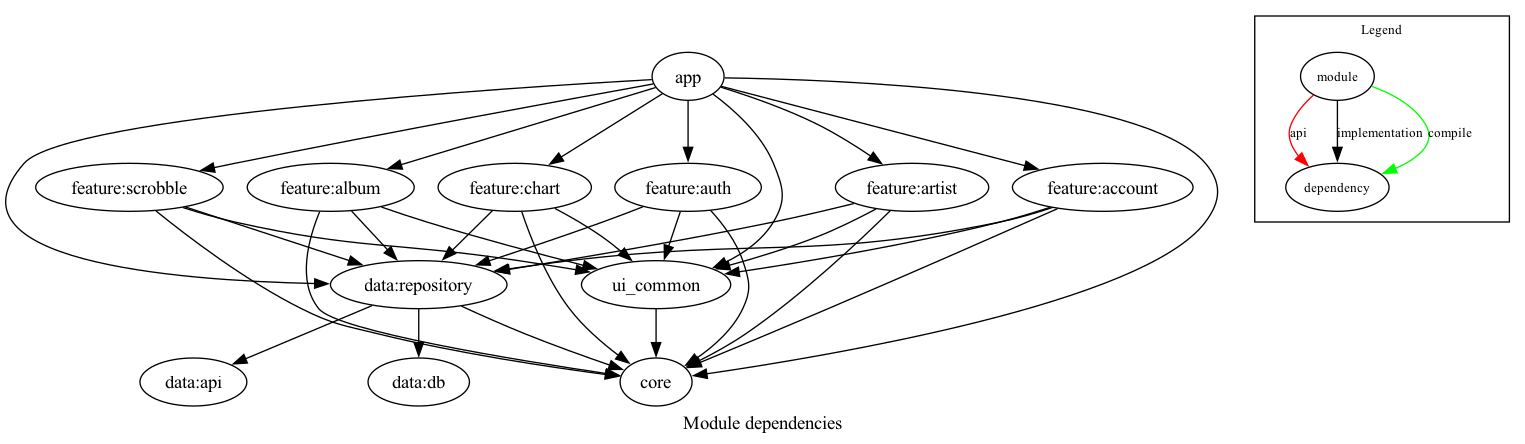 Legend
app
module
api
implementation
compile
feature:scrobble
feature:album
feature:chart
feature:auth
feature:artist
feature:account
dependency
data:repository
ui_common
data:api
data:db
core
Module dependencies